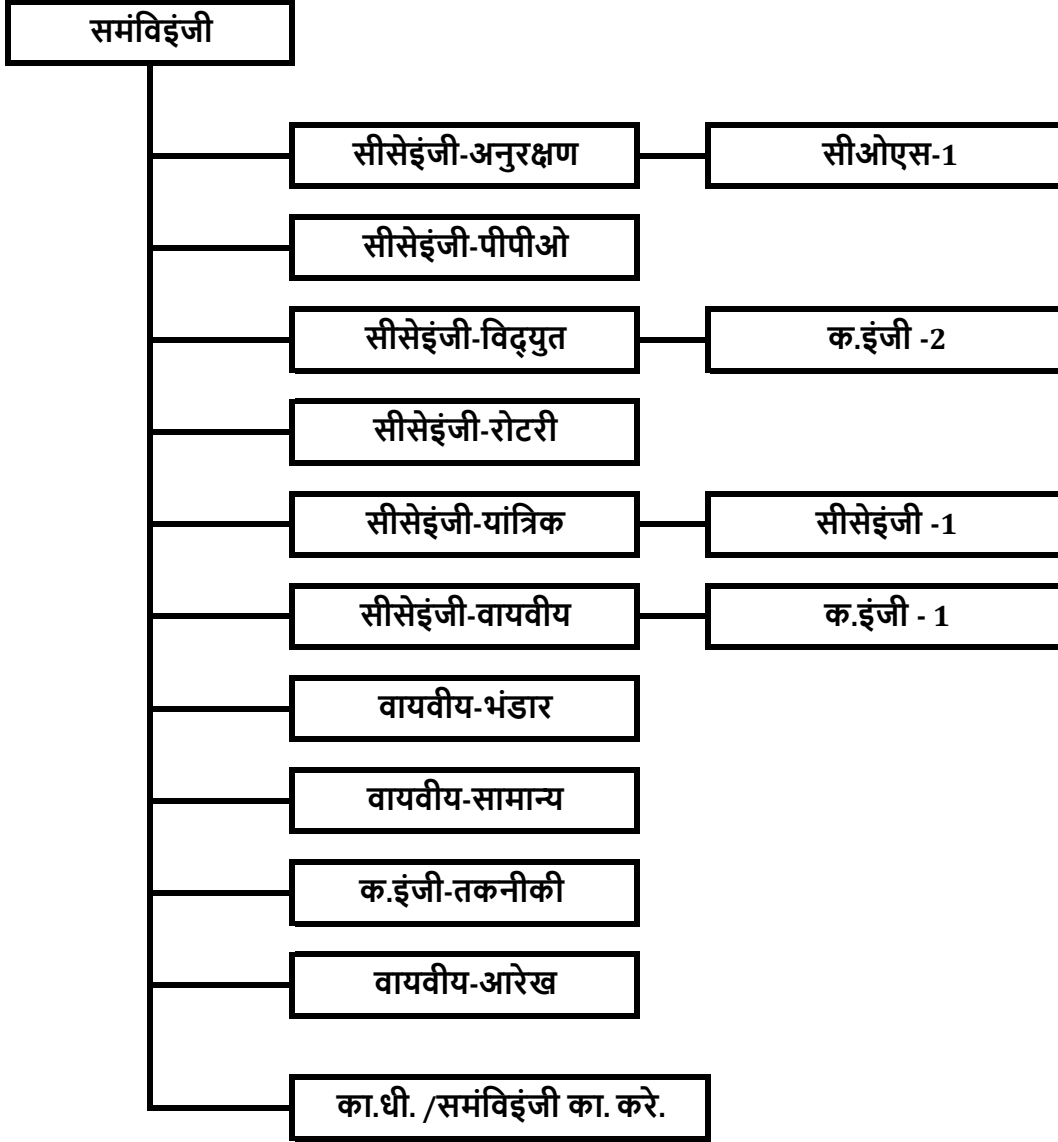 समंविइंजी
सीसेइंजी-अनुरक्षण
सीओएस-1
सीसेइंजी-पीपीओ
सीसेइंजी-विद्युत
क.इंजी -2
सीसेइंजी-रोटरी
सीसेइंजी-यांत्रिक
सीसेइंजी -1
सीसेइंजी-वायवीय
क.इंजी - 1
वायवीय-भंडार
वायवीय-सामान्य
क.इंजी-तकनीकी
वायवीय-आरेख
का.धी. /समंविइंजी का. करे.